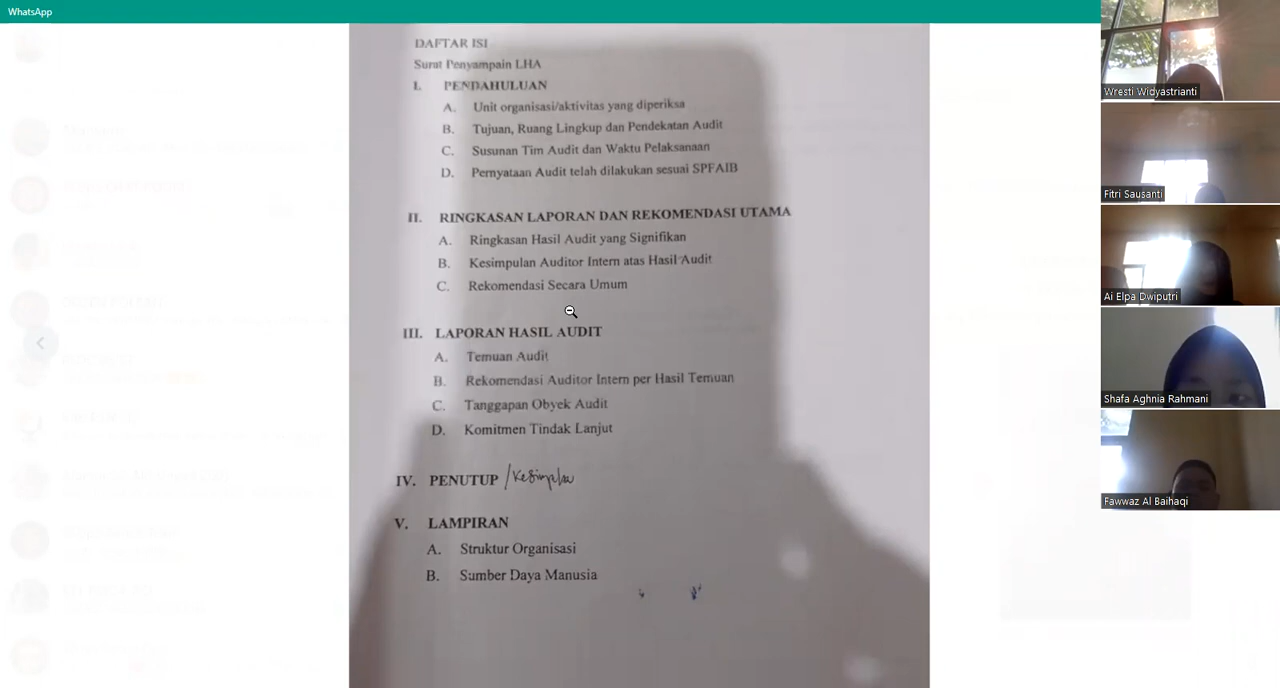 WhatsApp
DAFTAR ISI
Surat Penyampain LHA
I. PENDAHULUAN
A. Unit organisasi/aktivitas yang diperiksa
B. Tujuan, Ruang Lingkup dan Pendekatan Audit
C. Susunan Tim Audit dan Waktu Pelaksanaan
D. Pernyataan Audit telah dilakukan sesuai SPFAIB
II. RINGKASAN LAPORAN DAN REKOMENDASI UTAMA
A. Ringkasan Hasil Audit yang Signifikan
B. Kesimpulan Auditor Intern atas Hasil Audit
C. Rekomendasi Secara Umum
III. LAPORAN HASIL AUDIT
A. Temuan Audit
B. Rekomendasi Auditor Intern per Hasil Temuan
C. Tanggapan Obyek Audit
D. Komitmen Tindak Lanjut
IV. PENUTUP /
V. LAMPIRAN
A. Struktur Organisasi
B. Sumber Daya Manusia
Wresti Widyastrianti
Fitri Sausanti
Ai Elpa Dwiputri
Shafa Aghnia Rahmani
Fawwaz Al Baihaqi